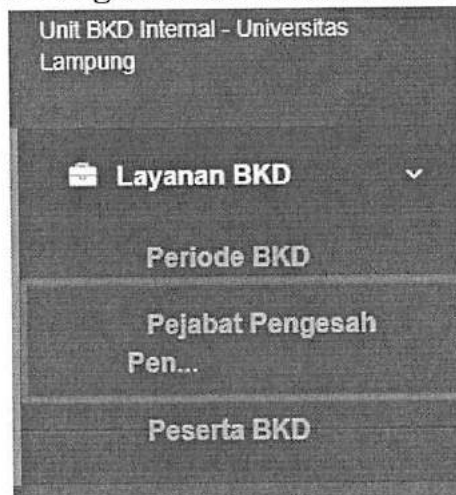 Unit BKD Internal - Universitas
Lampung
Layanan BKD
Periode BKD
Pejabat Pengesah
Pen...
Peserta BKD